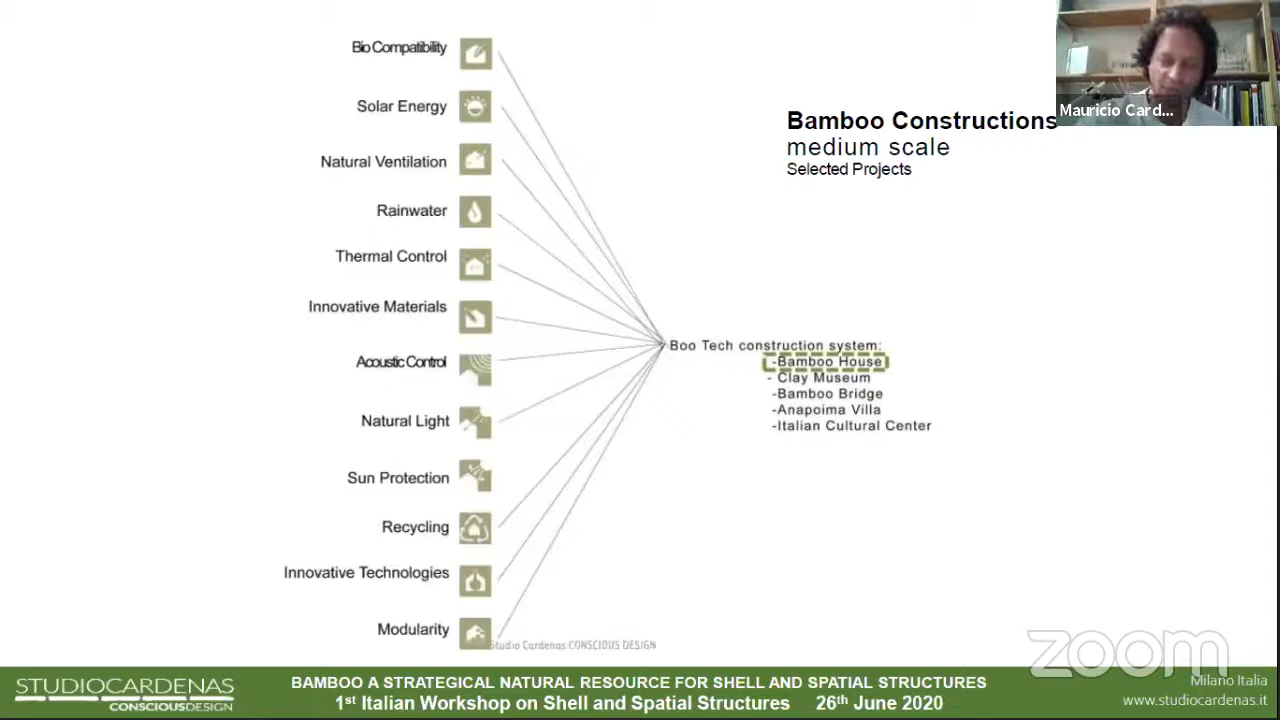 Bio Compatibility
Solar Energy
Natural Ventilation
Rainwater
Thermal Control
Innovative Materials
Acoustic Control
Natural Light
Sun Protection
Recycling
Innovative Technologies
Modularity
Studio Cardenas CONSCIOUS DESIGN
Bamboo Constructions
medium scale
Selected Projects
Mauricio Card...
Boo Tech construction system:
-Bamboo House
- Clay Museum
-Bamboo Bridge
-Anapoima Villa
-Italian Cultural Center
zoom
STUDIOCARDENAS
CONSCIOUSDESIGN
BAMBOO A STRATEGICAL NATURAL RESOURCE FOR SHELL AND SPATIAL STRUCTURES
1st Italian Workshop on Shell and Spatial Structures 26th June 2020
Milano Italia
www.studiocardenas.it